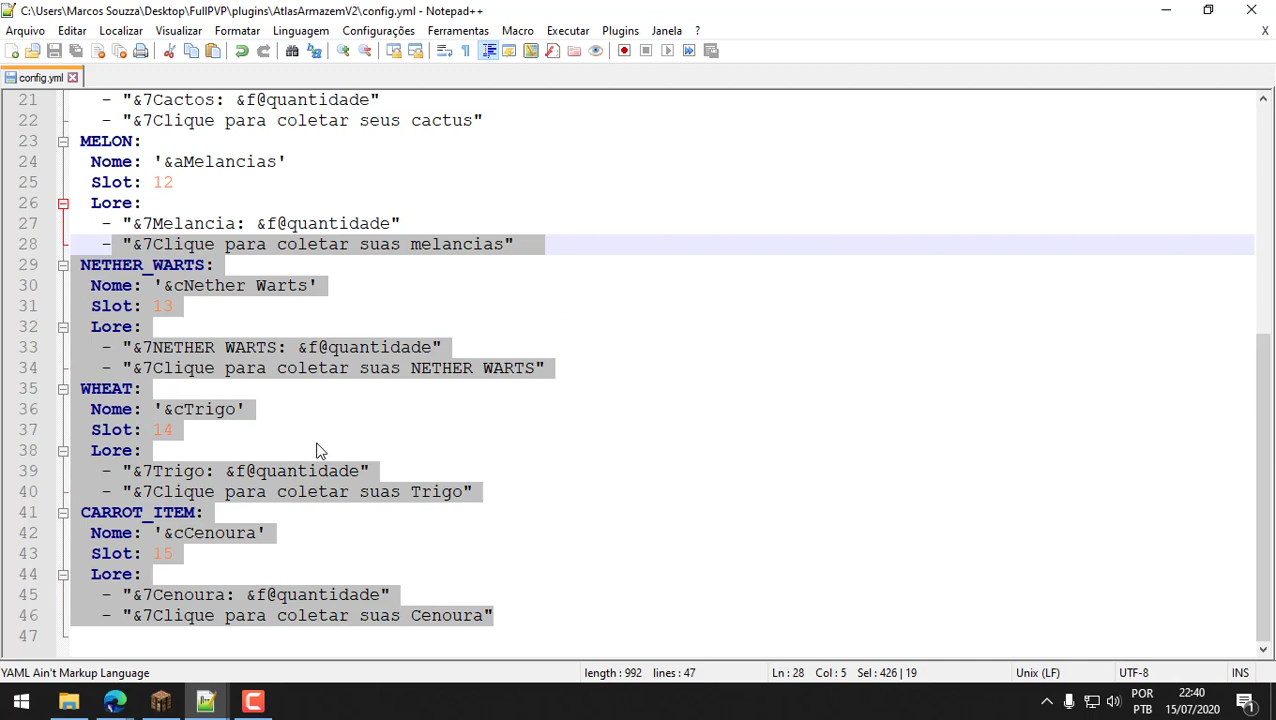 C:\Users\Marcos Souzza\Desktop\FullPVP\plugins\AtlasArmazemV2\config.yml - Notepad++
Arquivo Editar Localizar Visualizar Formatar Linguagem Configurações Ferramentas Macro Executar Plugins Janela ? X
config.yml
21 - "&7Cactos: &f@quantidade"
22 - "&7Clique para coletar seus cactus"
23 MELON:
24 Nome: '&aMelancias'
25 Slot: 12
26 Lore:
27 - "&7Melancia: &f@quantidade"
28 - "&7Clique para coletar suas melancias"
29 NETHER_WARTS:
30 Nome: '&cNether Warts'
31 Slot: 13
32 Lore:
33 - "&7NETHER WARTS: &f@quantidade"
34 - "&7Clique para coletar suas NETHER WARTS"
35 WHEAT:
36 Nome: '&cTrigo'
37 Slot: 14
38 Lore:
39 - "&7Trigo: &f@quantidade"
40 - "&7Clique para coletar suas Trigo"
41 CARROT_ITEM:
42 Nome: '&cCenoura'
43 Slot: 15
44 Lore:
45 - "&7Cenoura: &f@quantidade"
46 - "&7Clique para coletar suas Cenoura"
47
YAML Ain't Markup Language length : 992 lines : 47 Ln : 28 Col : 5 Sel : 426 | 19 Unix (LF) UTF-8 INS
POR 22:40
PTB 15/07/2020 1